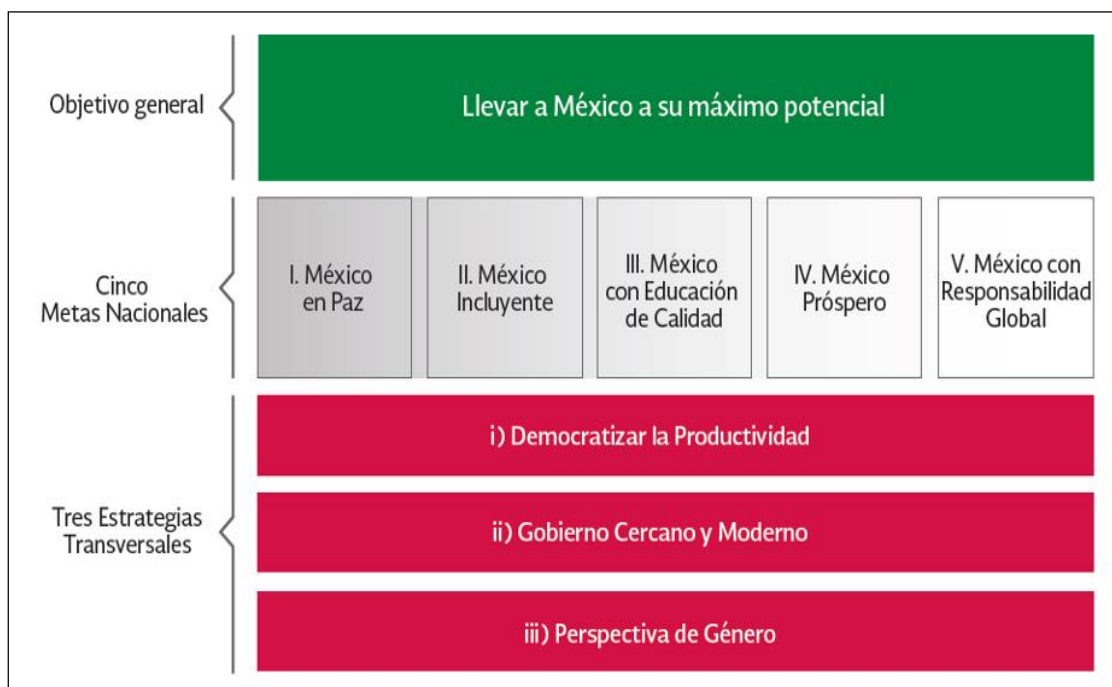 Objetivo general
Llevar a México a su máximo potencial
Cinco
Metas Nacionales
I. México
en Paz
II. México
Incluyente
III. México
con Educación
de Calidad
IV. México
Próspero
V. México con
Responsabilidad
Global
Tres Estrategias
Transversales
i) Democratizar la Productividad
ii) Gobierno Cercano y Moderno
iii) Perspectiva de Género